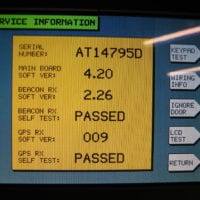 SERVICE INFORMATION
SERIAL
NUMBER: AT14795D
MAIN BOARD
SOFT VER: 4.20
BEACON RX
SOFT VER: 2.26
BEACON RX
SELF TEST: PASSED
GPS RX
SOFT VER: 009
GPS RX
SELF TEST: PASSED
KEYPAD
TEST
WIRING
INFO
IGNORE
DOOR
LCD
TEST
RETURN